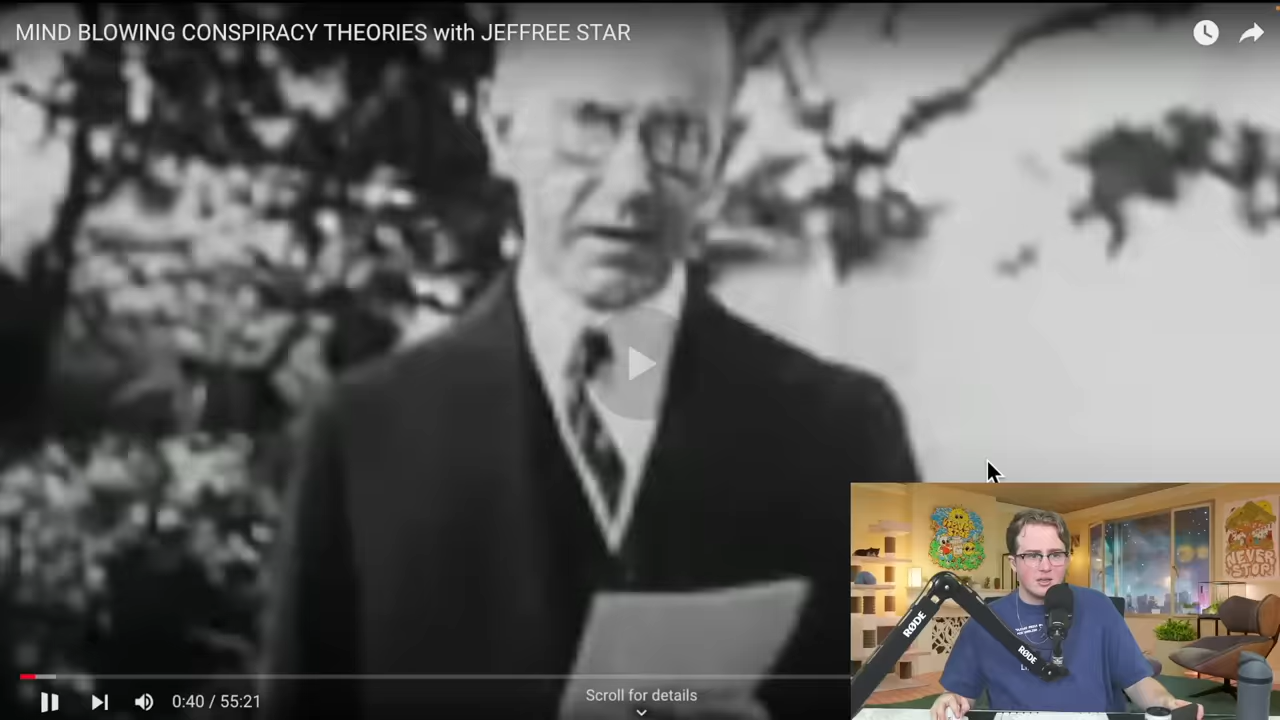 MIND BLOWING CONSPIRACY THEORIES with JEFFREE STAR
NEVER
STOP!
RØDE
RØDE
0:40 / 55:21
Scroll for details